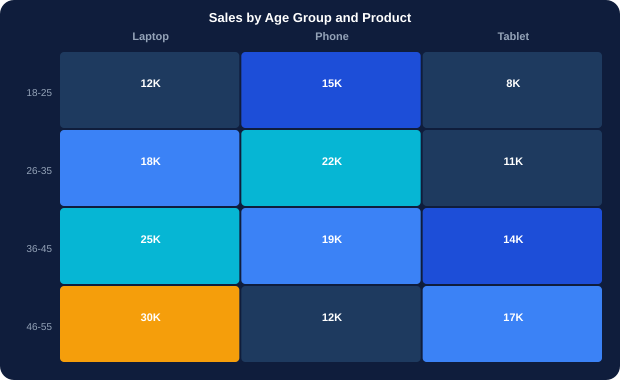 Sales by Age Group and Product
Laptop Phone Tablet
18-25 12K 15K 8K
26-35 18K 22K 11K
36-45 25K 19K 14K
46-55 30K 12K 17K